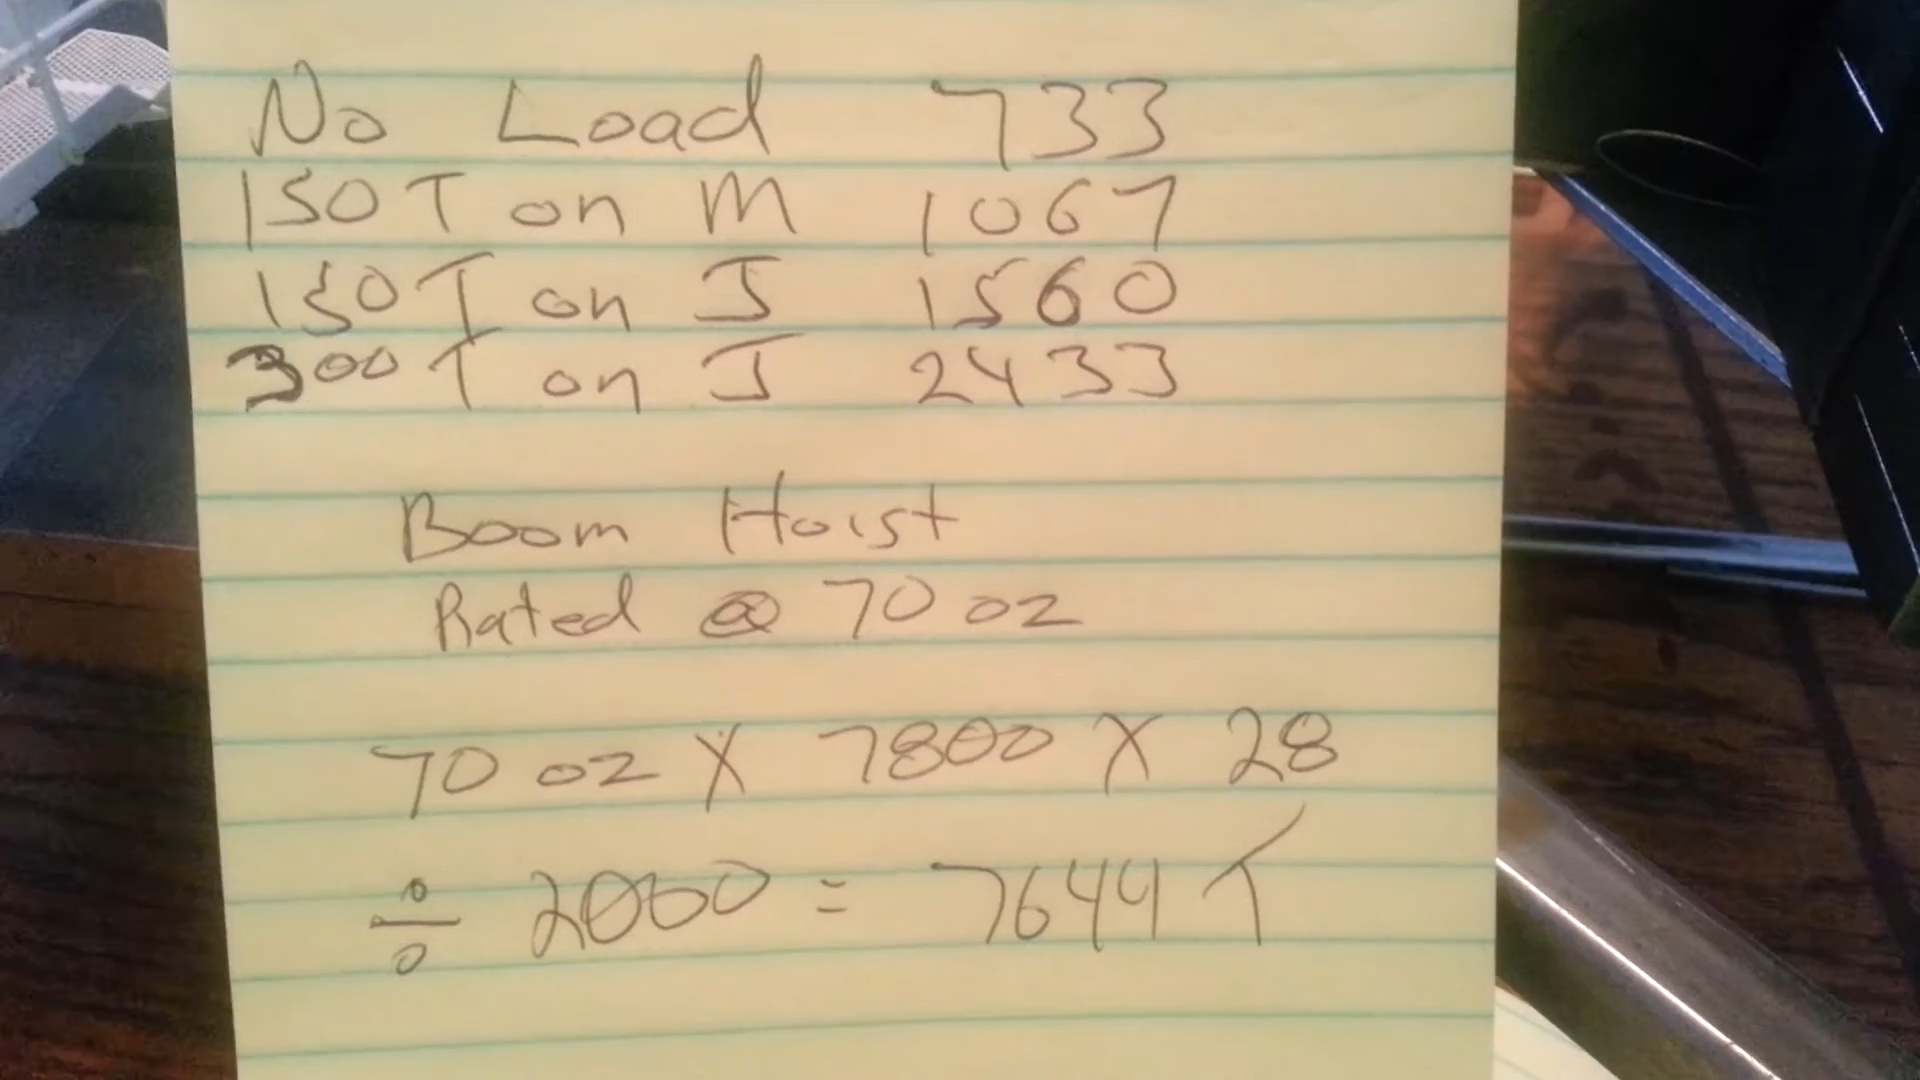 No Load 733
150T on M 1067
150T on J 1560
300T on J 2433
Boom Hoist
Rated @ 70 oz
70 oz X 7800 X 28
÷ 2000 = 7644 T